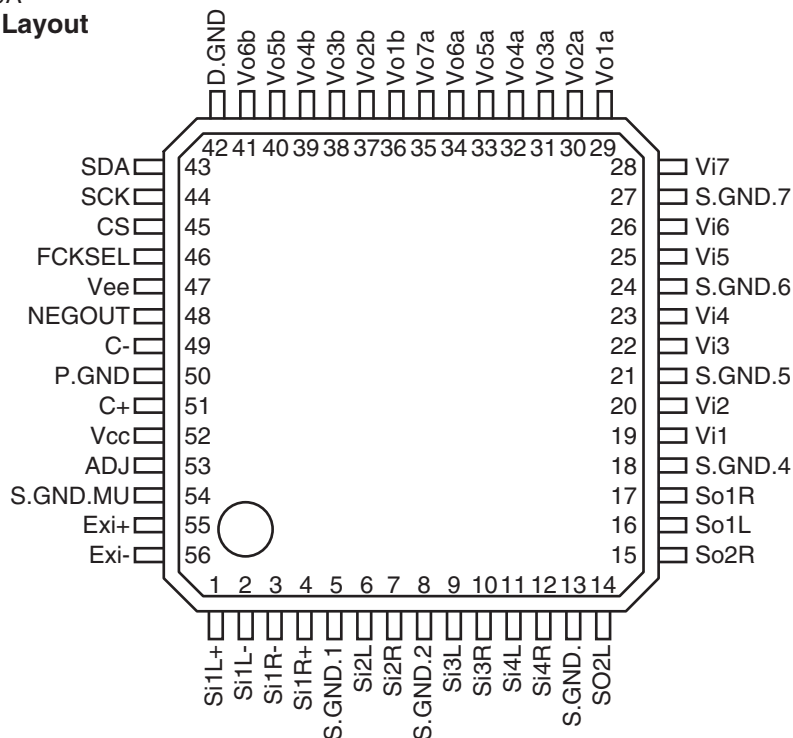 Layout
D.GND Vo6b Vo5b Vo4b Vo3b Vo2b Vo1b Vo7a Vo6a Vo5a Vo4a Vo3a Vo2a Vo1a
42 41 40 39 38 37 36 35 34 33 32 31 30 29
SDA 43 28 Vi7
SCK 44 27 S.GND.7
CS 45 26 Vi6
FCKSEL 46 25 Vi5
Vee 47 24 S.GND.6
NEGOUT 48 23 Vi4
C- 49 22 Vi3
P.GND 50 21 S.GND.5
C+ 51 20 Vi2
Vcc 52 19 Vi1
ADJ 53 18 S.GND.4
S.GND.MU 54 17 So1R
Exi+ 55 16 So1L
Exi- 56 15 So2R
1 2 3 4 5 6 7 8 9 10 11 12 13 14
Si1L+ Si1L- Si1R- Si1R+ S.GND.1 Si2L Si2R S.GND.2 Si3L Si3R Si4L Si4R S.GND. SO2L